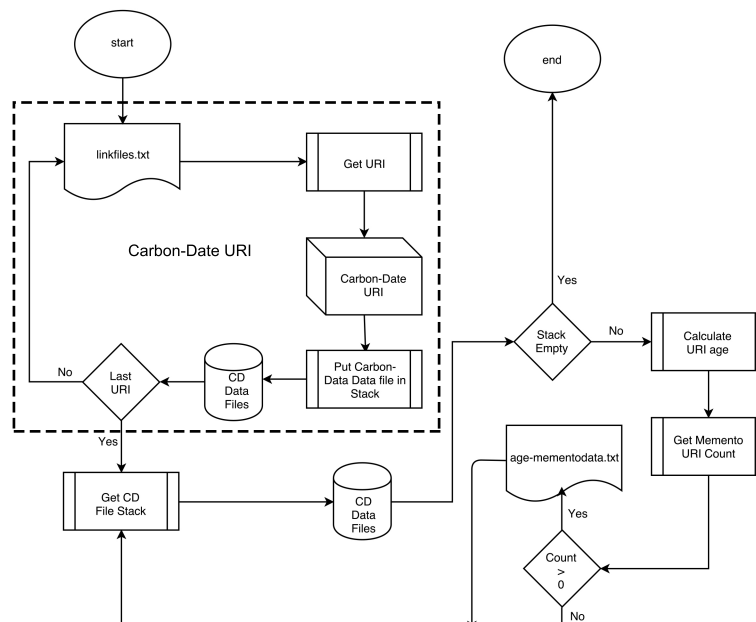 start
end
linkfiles.txt
Get URI
Carbon-Date URI
Carbon-Date
URI
Put Carbon-
Data Data file in
Stack
CD
Data
Files
Last
URI
No
Yes
Stack
Empty
Yes
No
Calculate
URI age
Get Memento
URI Count
age-mementodata.txt
Get CD
File Stack
CD
Data
Files
Yes
Count
>
0
No